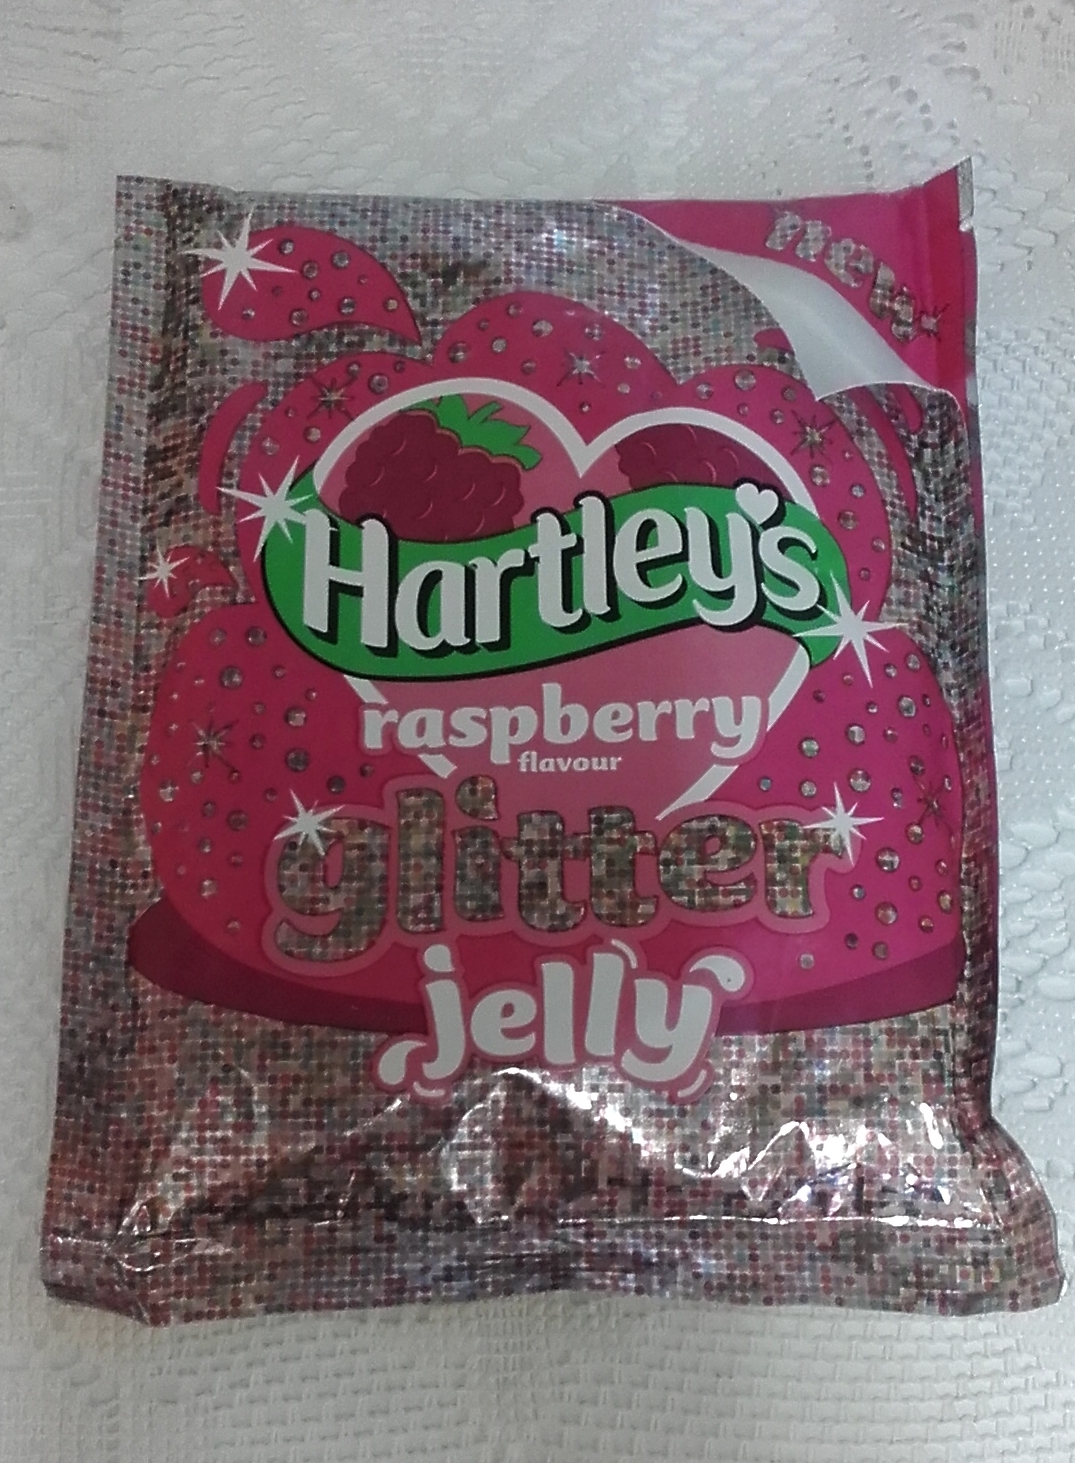 new
Hartley's
raspberry
flavour
glitter
jelly